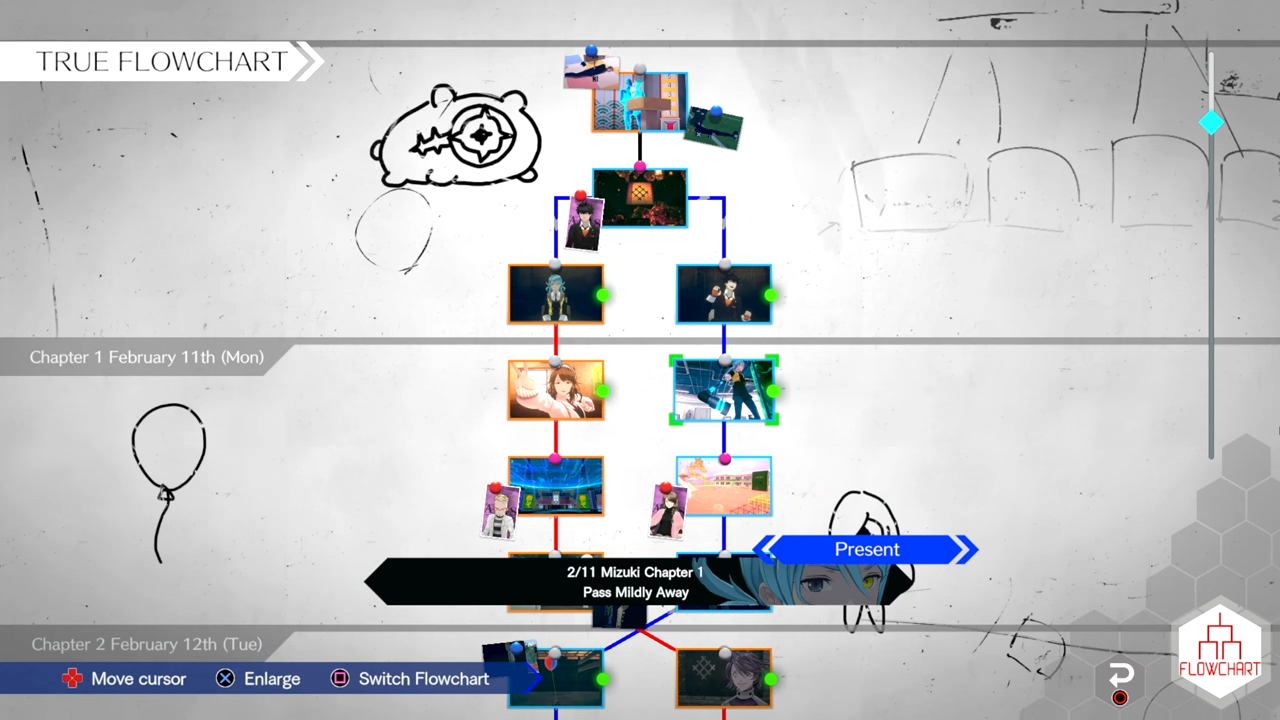 TRUE FLOWCHART
Chapter 1 February 11th (Mon)
Present
2/11 Mizuki Chapter 1
Pass Mildly Away
Chapter 2 February 12th (Tue)
Move cursor
Enlarge
Switch Flowchart
FLOWCHART